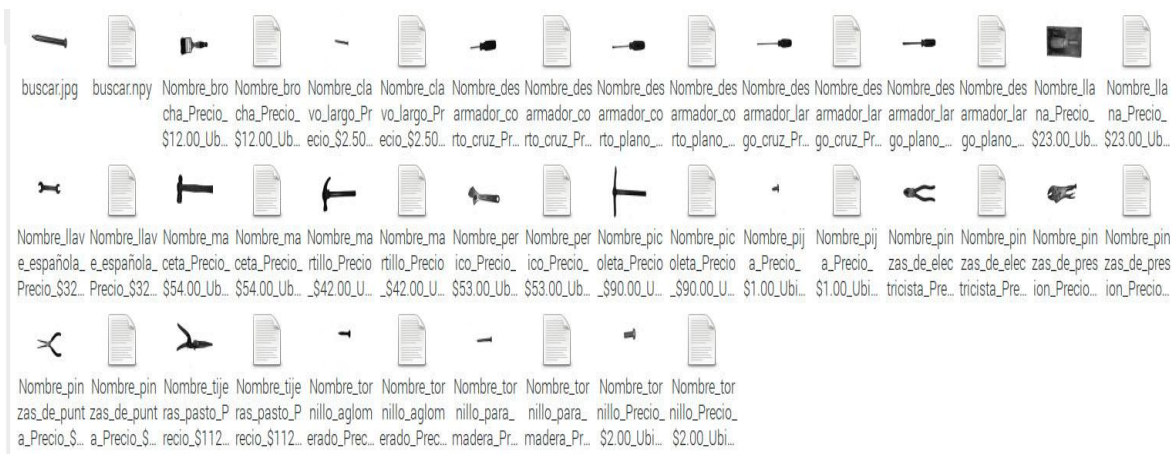 buscar.jpg
buscar.npy
Nombre_bro
cha_Precio_
$12.00_Ub...
Nombre_bro
cha_Precio_
$12.00_Ub...
Nombre_cla
vo_largo_Pr
ecio_$2.50...
Nombre_cla
vo_largo_Pr
ecio_$2.50...
Nombre_des
armador_co
rto_cruz_Pr...
Nombre_des
armador_co
rto_cruz_Pr...
Nombre_des
armador_co
rto_plano_...
Nombre_des
armador_co
rto_plano_...
Nombre_des
armador_lar
go_cruz_Pr...
Nombre_des
armador_lar
go_cruz_Pr...
Nombre_des
armador_lar
go_plano_...
Nombre_des
armador_lar
go_plano_...
Nombre_lla
na_Precio_
$23.00_Ub...
Nombre_lla
na_Precio_
$23.00_Ub...
Nombre_llav
e_española_
Precio_$32...
Nombre_llav
e_española_
Precio_$32...
Nombre_ma
ceta_Precio_
$54.00_Ub...
Nombre_ma
ceta_Precio_
$54.00_Ub...
Nombre_ma
rtillo_Precio
_$42.00_U...
Nombre_ma
rtillo_Precio
_$42.00_U...
Nombre_per
ico_Precio_
$53.00_Ub...
Nombre_per
ico_Precio_
$53.00_Ub...
Nombre_pic
oleta_Precio
_$90.00_U...
Nombre_pic
oleta_Precio
_$90.00_U...
Nombre_pij
a_Precio_
$1.00_Ubi...
Nombre_pij
a_Precio_
$1.00_Ubi...
Nombre_pin
zas_de_elec
tricista_Pre...
Nombre_pin
zas_de_elec
tricista_Pre...
Nombre_pin
zas_de_pres
ion_Precio...
Nombre_pin
zas_de_pres
ion_Precio...
Nombre_pin
zas_de_punt
a_Precio_$...
Nombre_pin
zas_de_punt
a_Precio_$...
Nombre_tije
ras_pasto_P
recio_$112...
Nombre_tije
ras_pasto_P
recio_$112...
Nombre_tor
nillo_aglom
erado_Prec...
Nombre_tor
nillo_aglom
erado_Prec...
Nombre_tor
nillo_para_
madera_Pr...
Nombre_tor
nillo_para_
madera_Pr...
Nombre_tor
nillo_Precio_
$2.00_Ubi...
Nombre_tor
nillo_Precio_
$2.00_Ubi...